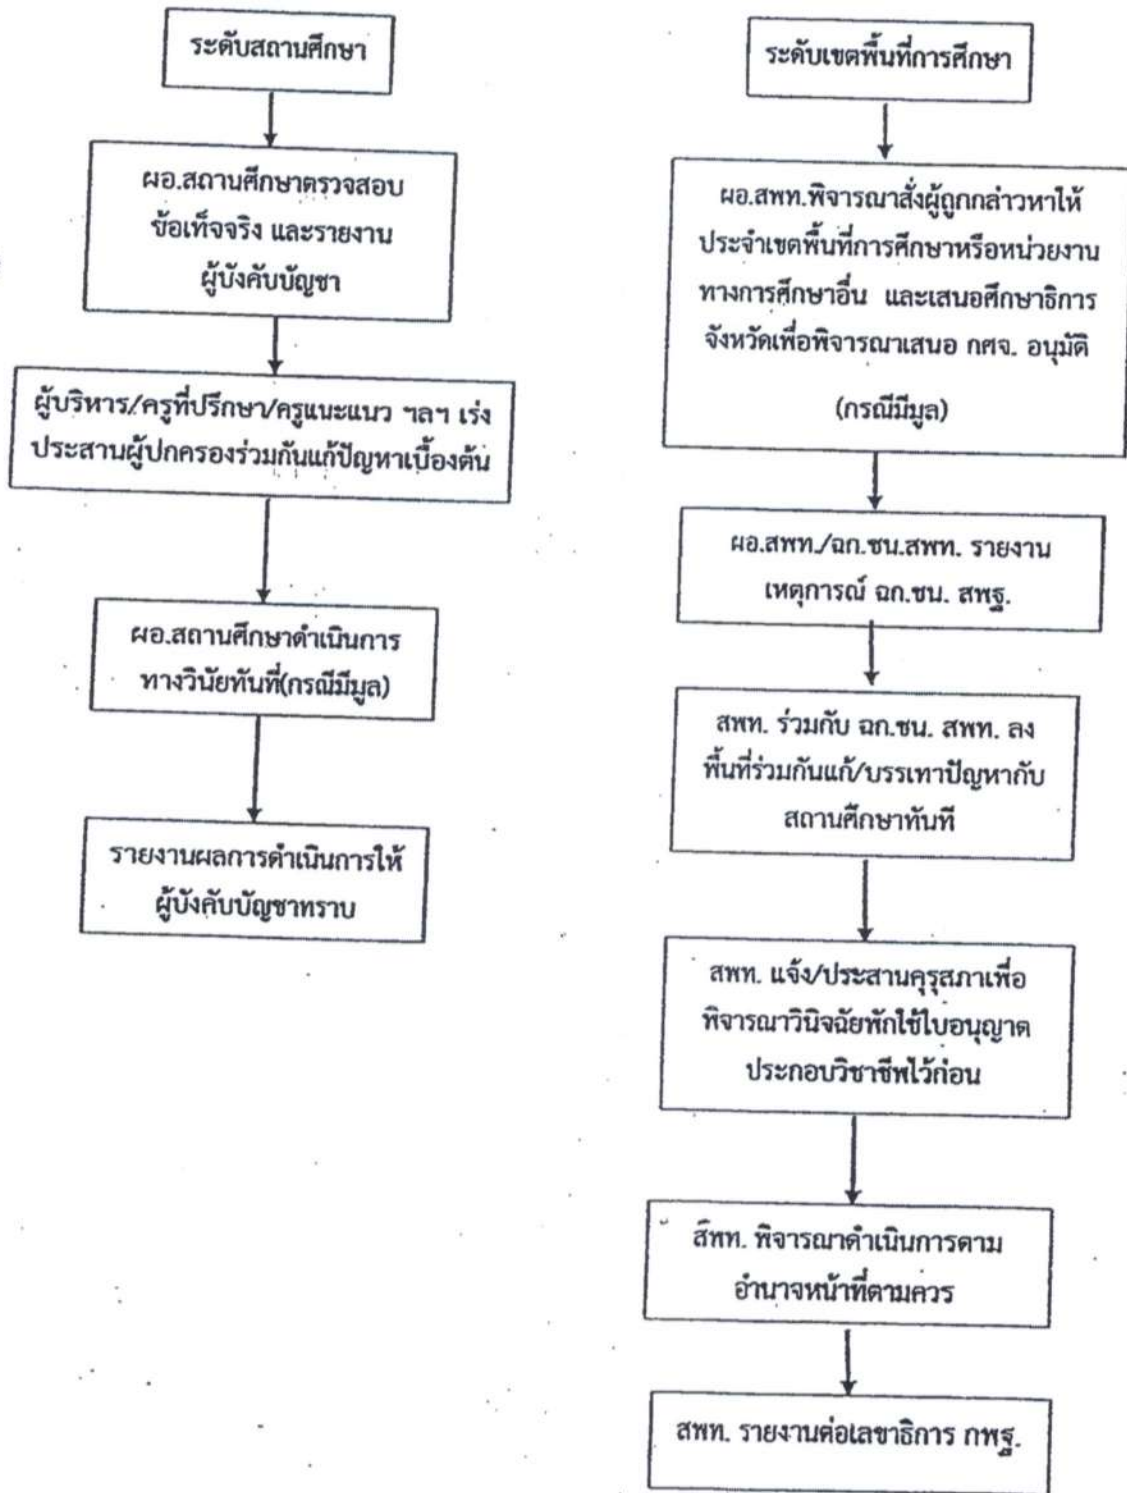 ระดับสถานศึกษา
ผอ.สถานศึกษาตรวจสอบ
ข้อเท็จจริง และรายงาน
ผู้บังคับบัญชา
ผู้บริหาร/ครูที่ปรึกษา/ครูแนะแนว ฯลฯ เร่ง
ประสานผู้ปกครองร่วมกันแก้ปัญหาเบื้องต้น
ผอ.สถานศึกษาดำเนินการ
ทางวินัยทันที(กรณีมีมูล)
รายงานผลการดำเนินการให้
ผู้บังคับบัญชาทราบ
ระดับเขตพื้นที่การศึกษา
ผอ.สพท.พิจารณาสั่งผู้ถูกกล่าวหาให้
ประจำเขตพื้นที่การศึกษาหรือหน่วยงาน
ทางการศึกษาอื่น และเสนอศึกษาธิการ
จังหวัดเพื่อพิจารณาเสนอ กศจ. อนุมัติ
(กรณีมีมูล)
ผอ.สพท./ฉก.ชน.สพท. รายงาน
เหตุการณ์ ฉก.ชน. สพฐ.
สพท. ร่วมกับ ฉก.ชน. สพท. ลง
พื้นที่ร่วมกันแก้/บรรเทาปัญหากับ
สถานศึกษาทันที
สพท. แจ้ง/ประสานคุรุสภาเพื่อ
พิจารณาวินิจฉัยพักใช้ใบอนุญาต
ประกอบวิชาชีพไว้ก่อน
สพท. พิจารณาดำเนินการตาม
อำนาจหน้าที่ตามควร
สพท. รายงานต่อเลขาธิการ กพฐ.